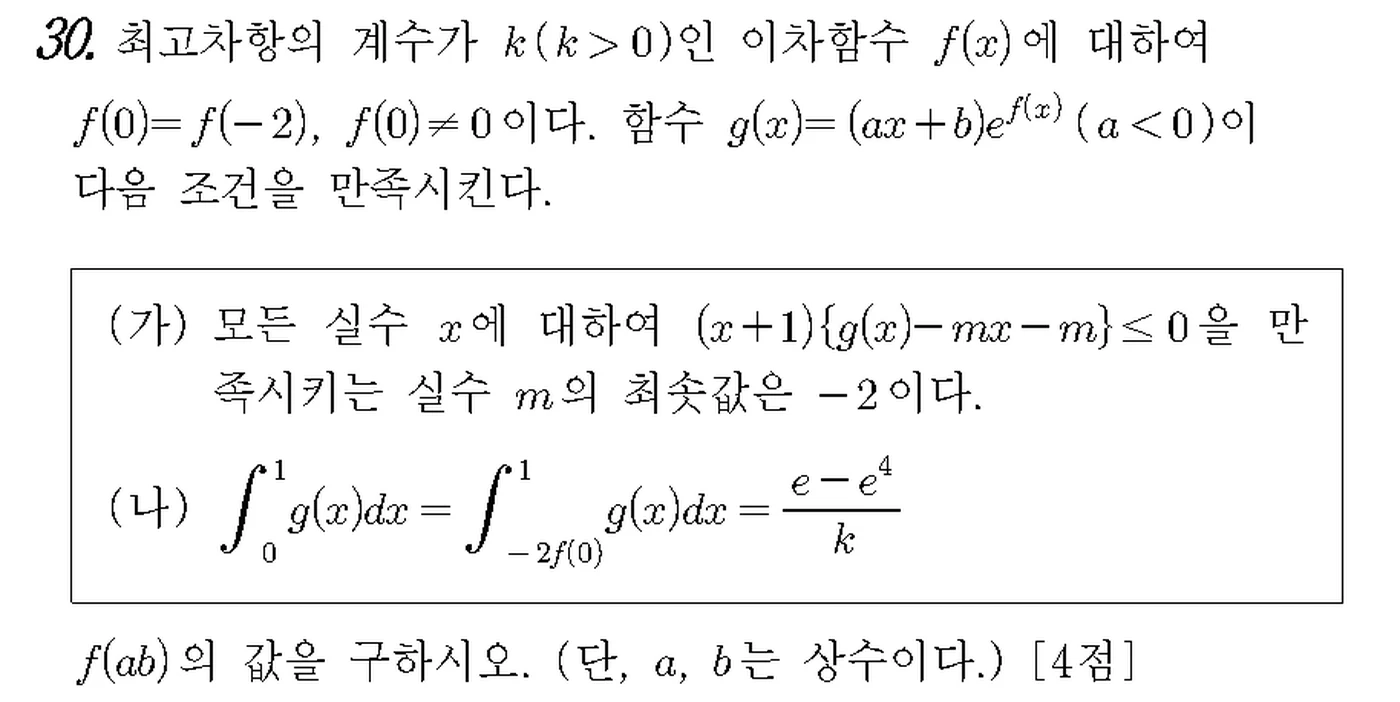 30. 최고차항의 계수가 k(k>0)인 이차함수 f(x)에 대하여
f(0)=f(−2), f(0)≠0이다. 함수 g(x)=(ax+b)e^{f(x)} (a<0)이
다음 조건을 만족시킨다.
(가) 모든 실수 x에 대하여 (x+1){g(x)−mx−m}≤0을 만
족시키는 실수 m의 최솟값은 −2이다.
(나) ∫_0^1 g(x)dx = ∫_{−2f(0)}^1 g(x)dx = \frac{e−e^4}{k}
f(ab)의 값을 구하시오. (단, a, b는 상수이다.) [4점]